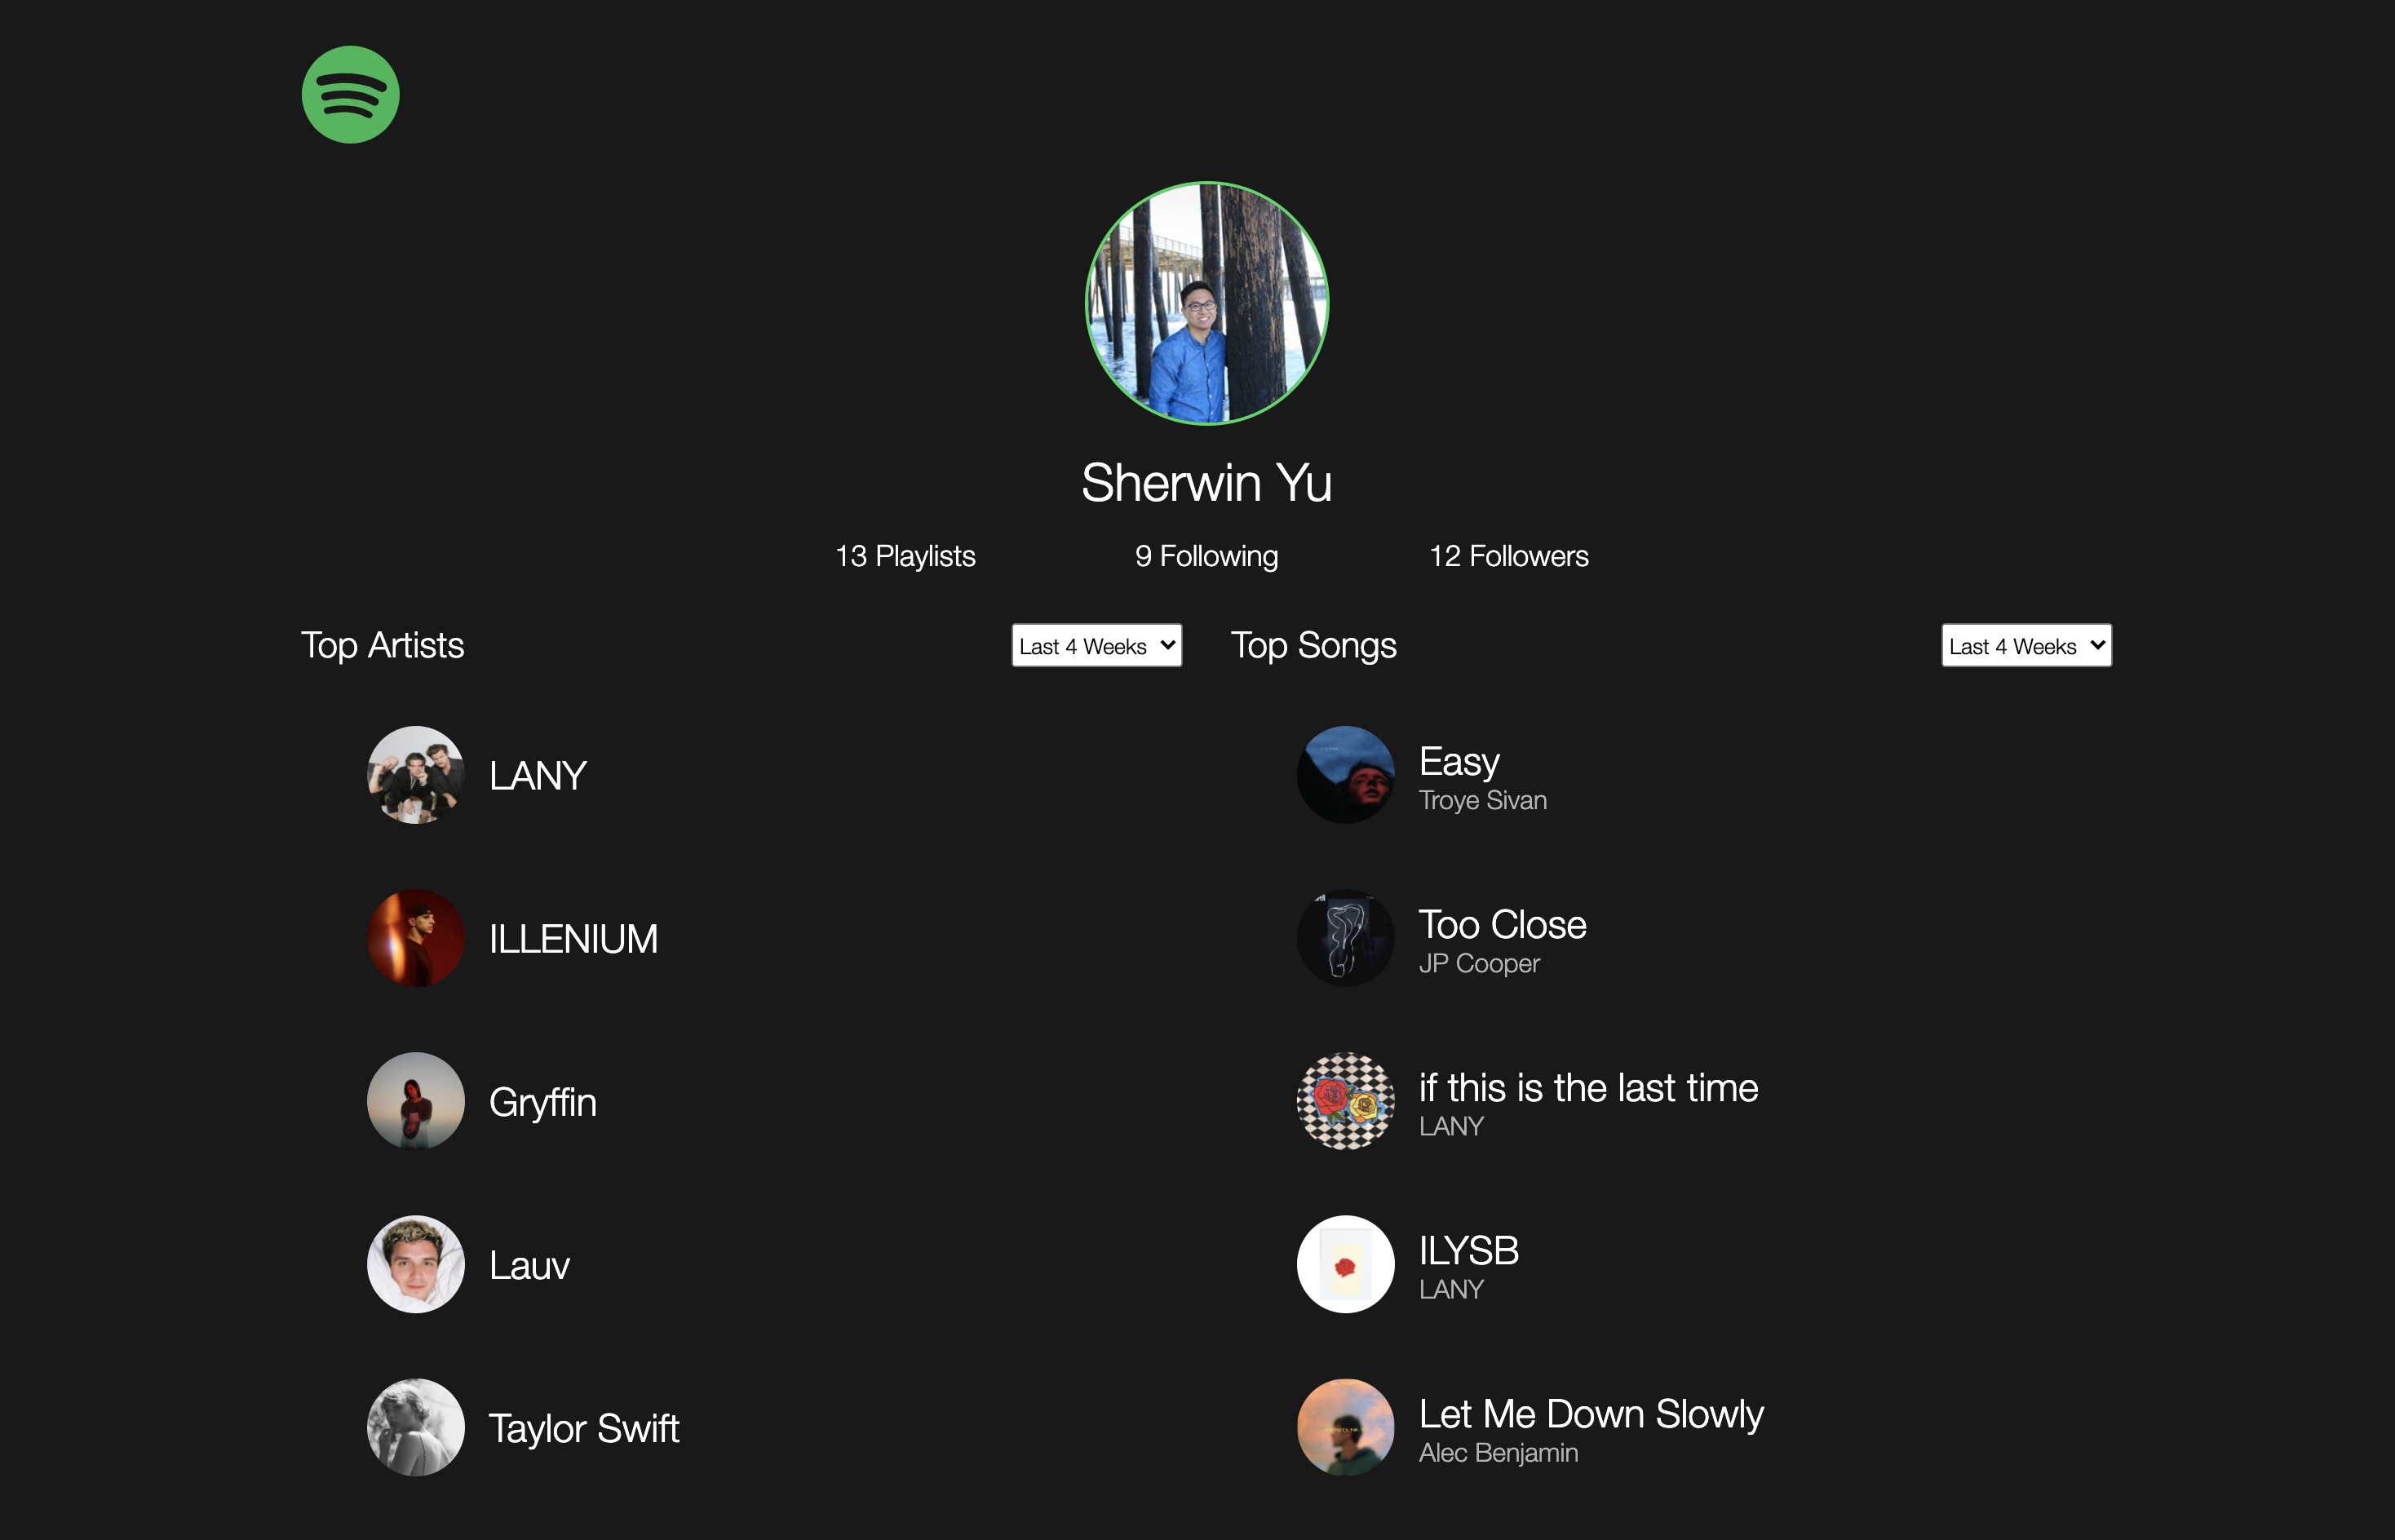 Sherwin Yu
13 Playlists 9 Following 12 Followers
Top Artists
Last 4 Weeks
LANY
ILLENIUM
Gryffin
Lauv
Taylor Swift
Top Songs
Last 4 Weeks
Easy
Troye Sivan
Too Close
JP Cooper
if this is the last time
LANY
ILYSB
LANY
Let Me Down Slowly
Alec Benjamin